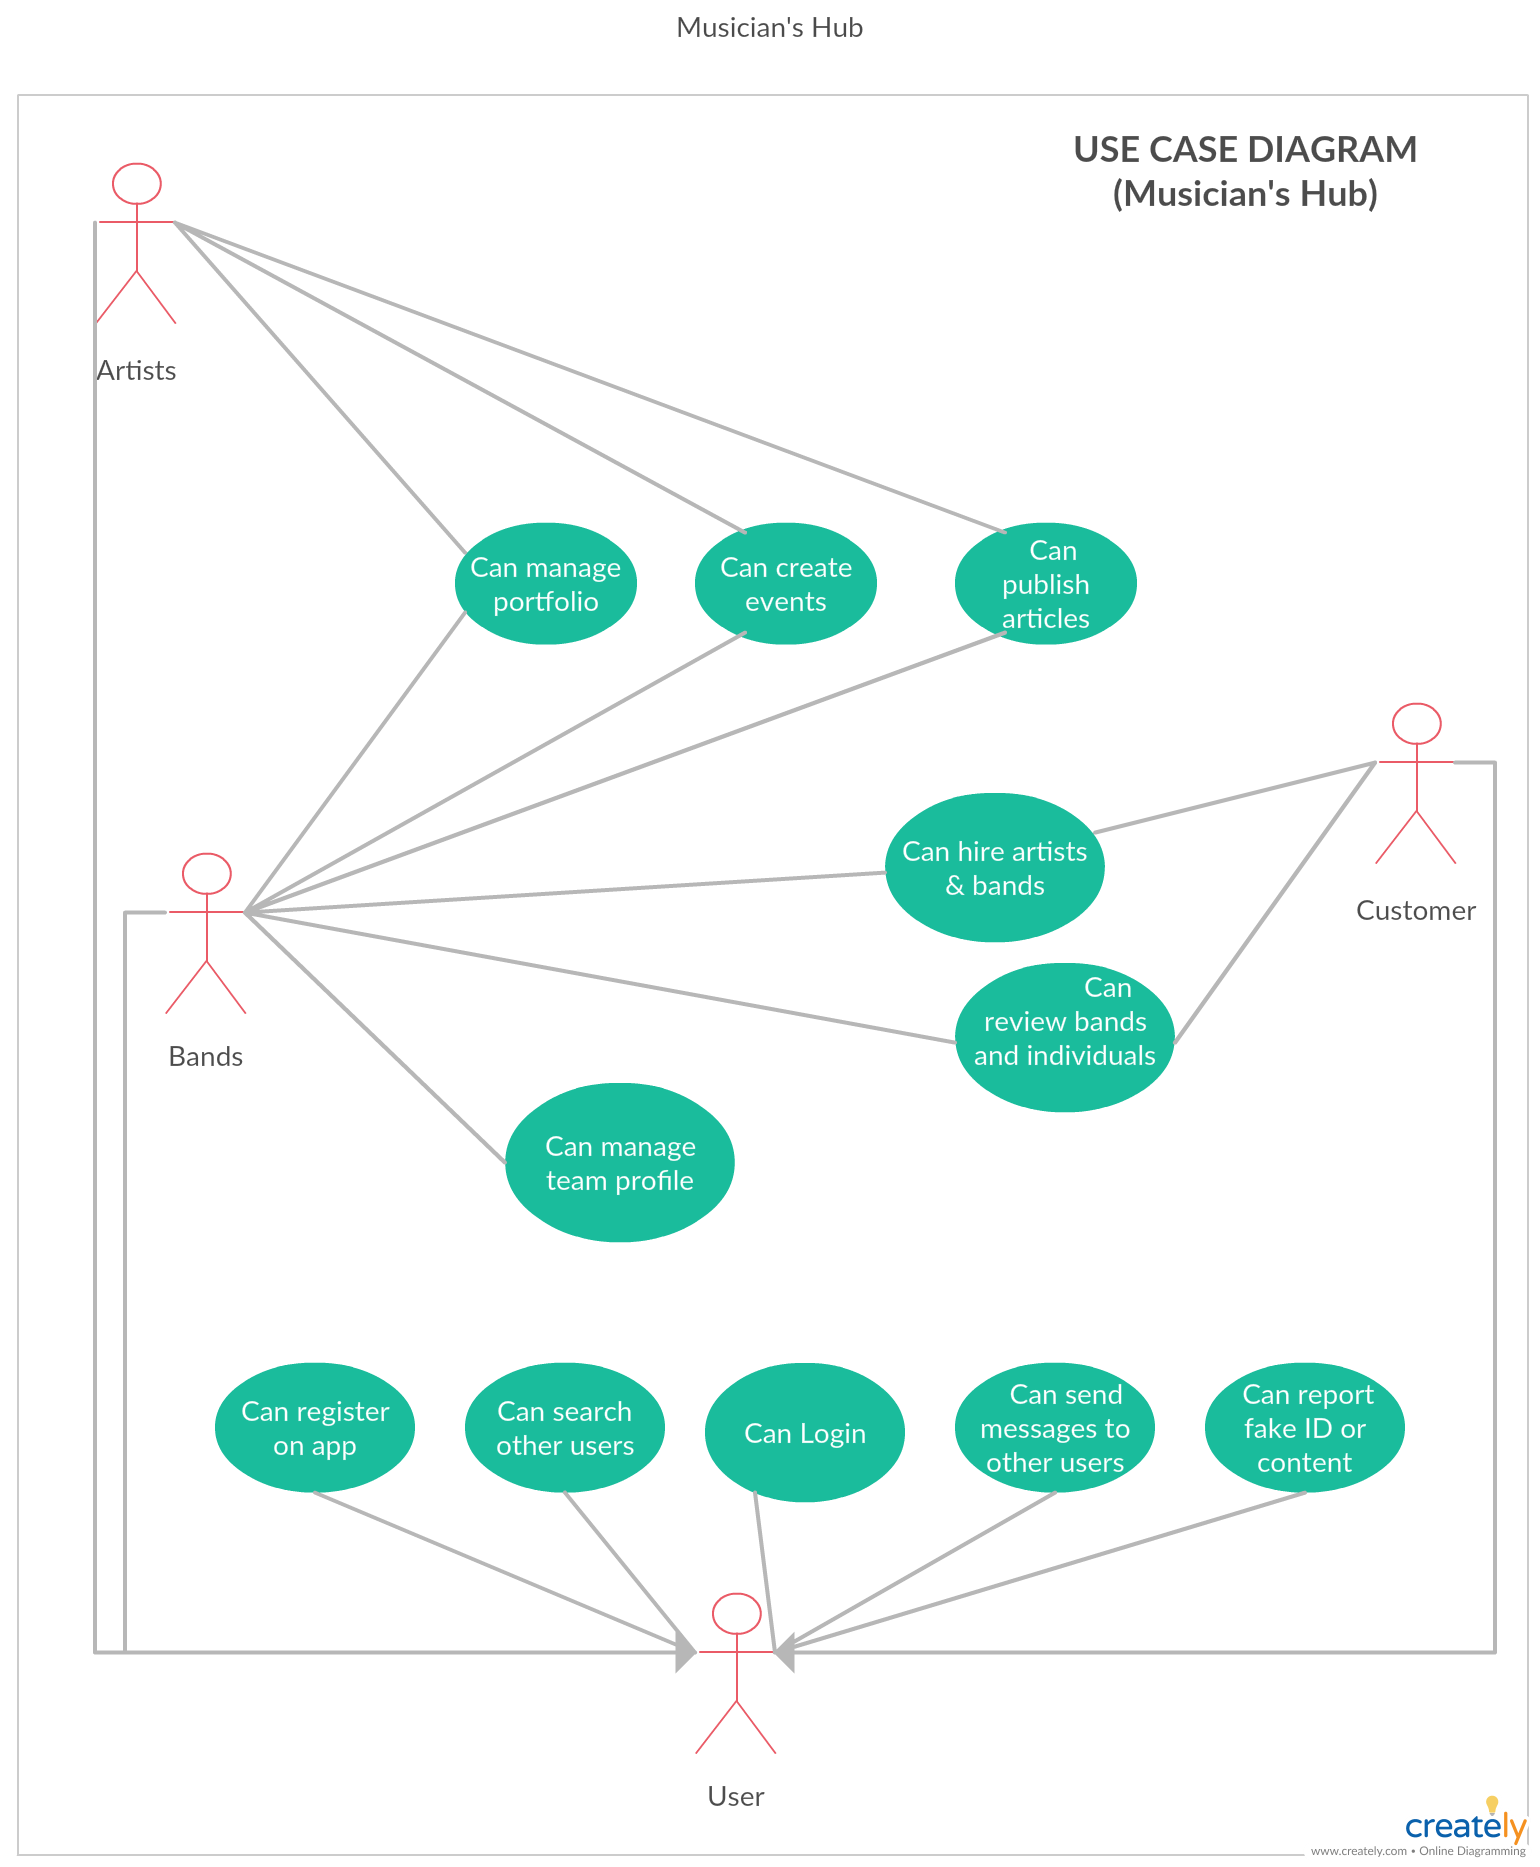 Musician's Hub
USE CASE DIAGRAM
(Musician's Hub)
Artists
Can manage
portfolio
Can create
events
Can
publish
articles
Can hire artists
& bands
Customer
Bands
Can
review bands
and individuals
Can manage
team profile
Can register
on app
Can search
other users
Can Login
Can send
messages to
other users
Can report
fake ID or
content
User
creately
www.creately.com • Online Diagramming